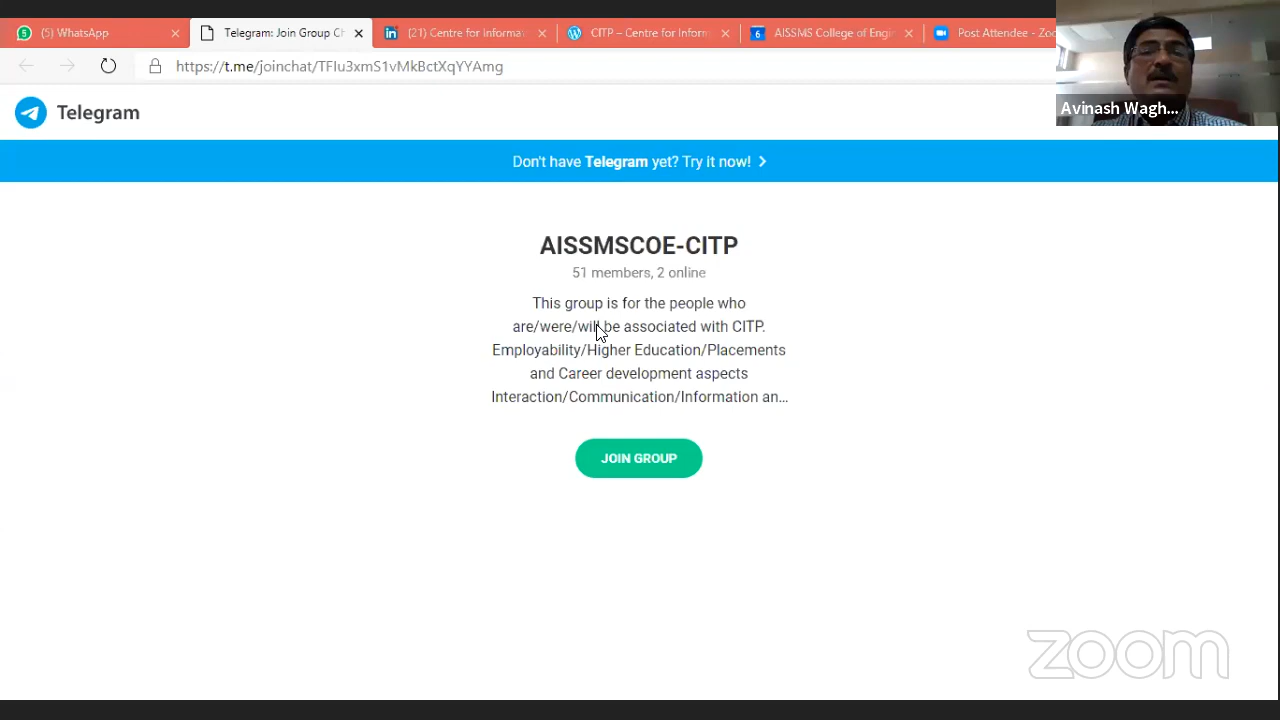 (5) WhatsApp
Telegram: Join Group Ch
(21) Centre for Informat
CITP – Centre for Inform
AISSMS College of Engin
Post Attendee - Zoo
https://t.me/joinchat/TFIu3xmS1vMkBctXqYYAmg
Avinash Wagh...
Telegram
Don't have Telegram yet? Try it now!
AISSMSCOE-CITP
51 members, 2 online
This group is for the people who
are/were/will be associated with CITP.
Employability/Higher Education/Placements
and Career development aspects
Interaction/Communication/Information an...
JOIN GROUP
zoom